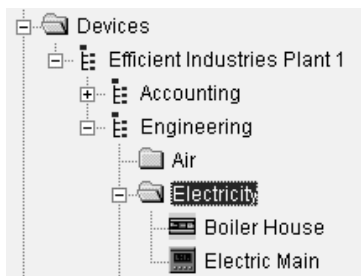 Devices
Efficient Industries Plant 1
Accounting
Engineering
Air
Electricity
Boiler House
Electric Main